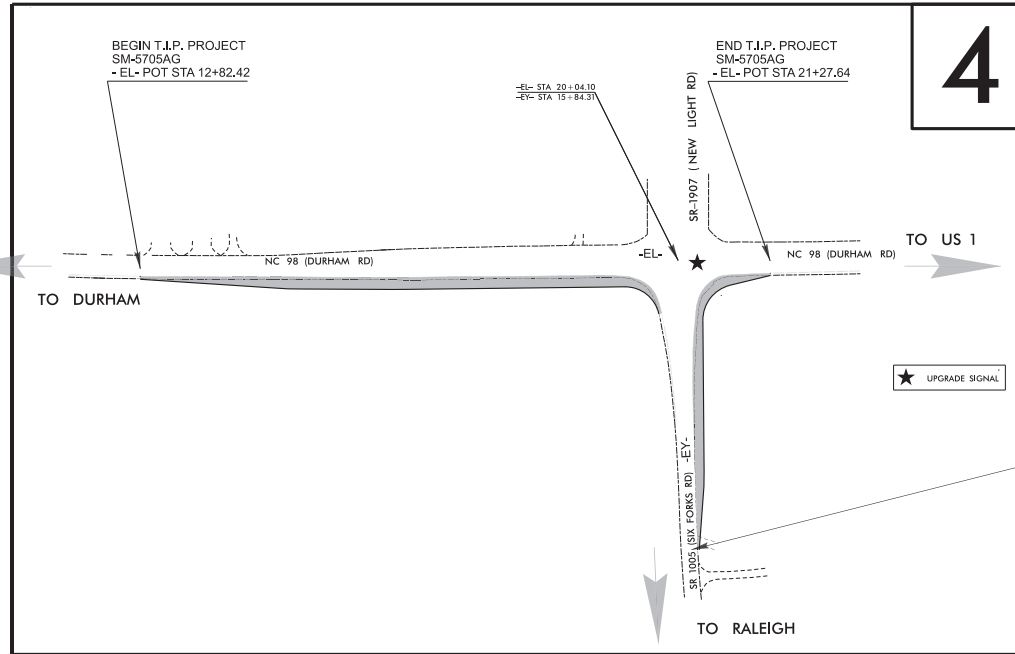 BEGIN T.I.P. PROJECT
SM-5705AG
- EL- POT STA 12+82.42
-EL- STA 20+04.10
-EY- STA 15+84.31
SR-1907 ( NEW LIGHT RD)
END T.I.P. PROJECT
SM-5705AG
- EL- POT STA 21+27.64
4
NC 98 (DURHAM RD)
-EL-
NC 98 (DURHAM RD)
TO US 1
TO DURHAM
UPGRADE SIGNAL
SR 1005 (SIX FORKS RD)
-EY-
TO RALEIGH